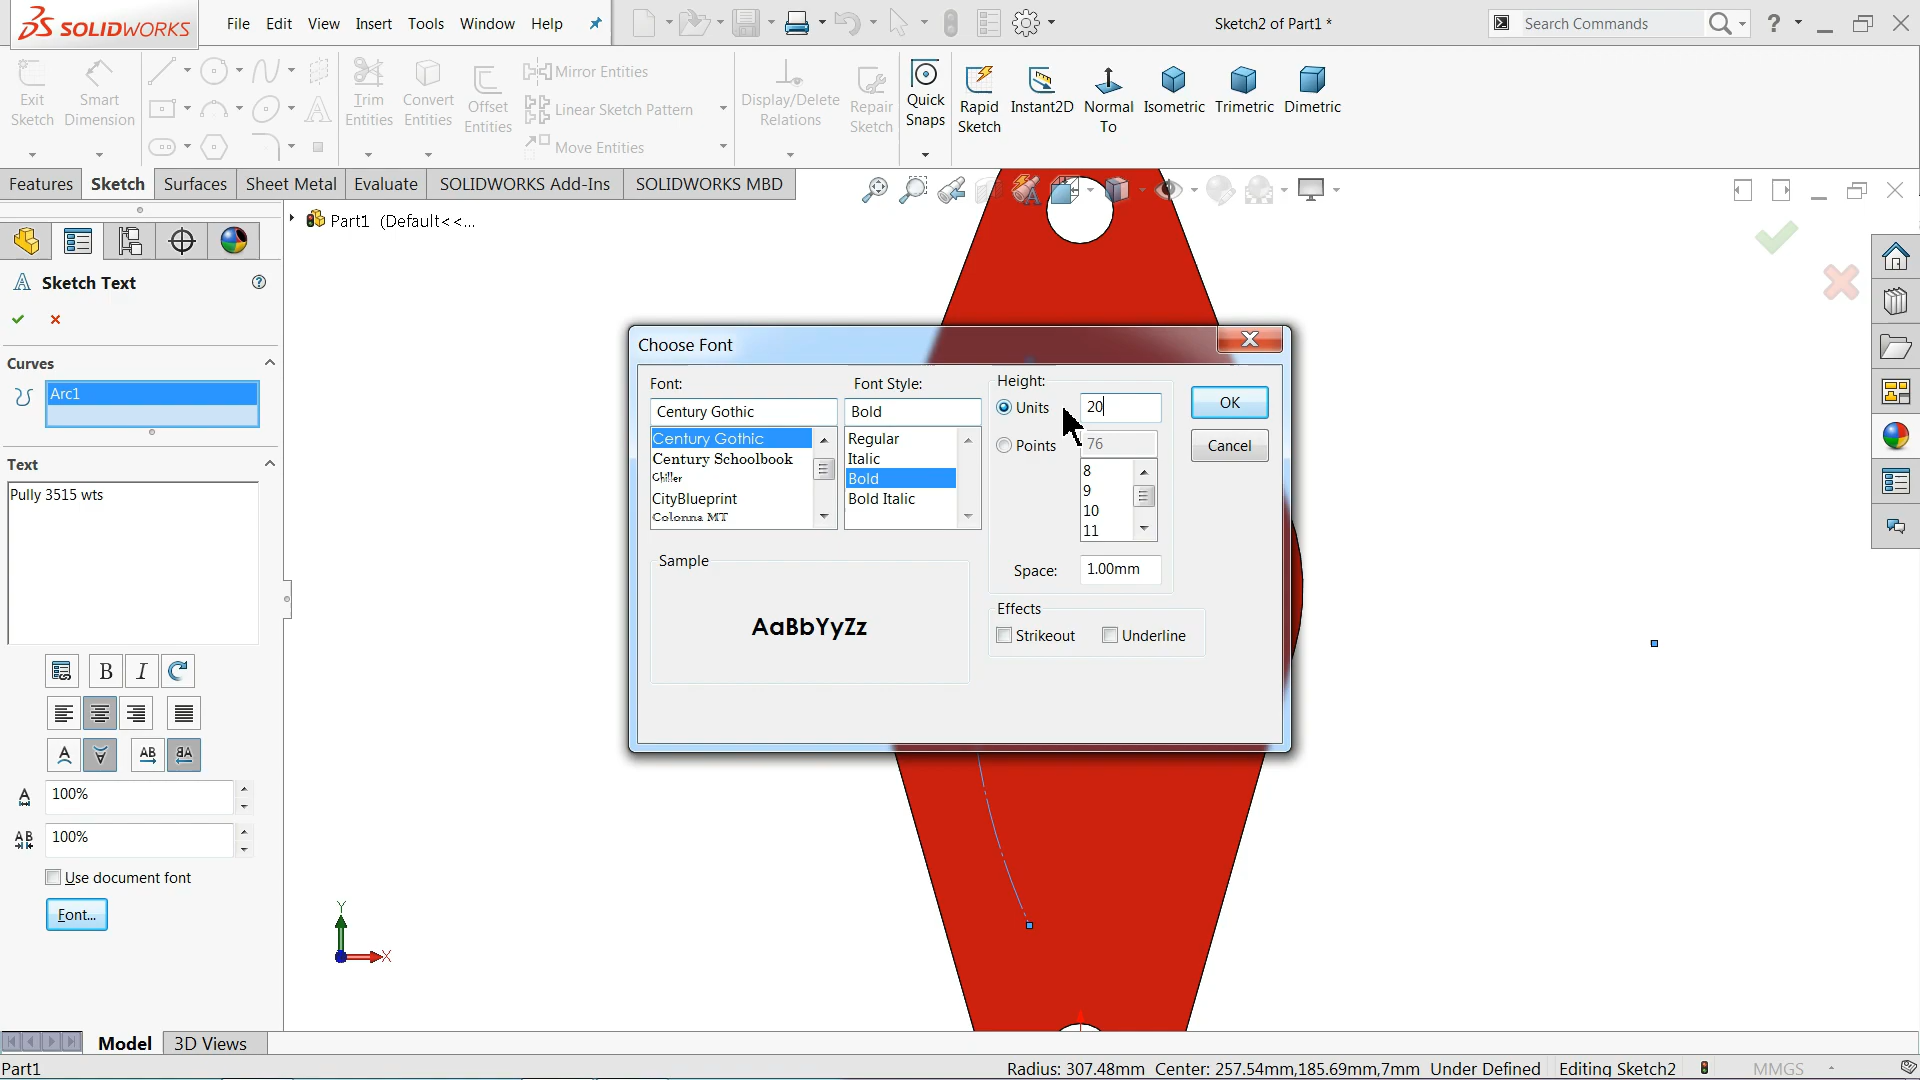 SOLIDWORKS
File Edit View Insert Tools Window Help
Sketch2 of Part1 *
Search Commands
Exit Sketch
Smart Dimension
Trim Entities
Convert Entities
Offset Entities
Mirror Entities
Linear Sketch Pattern
Move Entities
Display/Delete Relations
Repair Sketch
Quick Snaps
Rapid Sketch
Instant2D
Normal To
Isometric
Trimetric
Dimetric
Features Sketch Surfaces Sheet Metal Evaluate SOLIDWORKS Add-Ins SOLIDWORKS MBD
Part1 (Default<<...
Sketch Text
Curves
Arc1
Text
Pully 3515 wts
B I
AB AB
100%
AB
100%
Use document font
Font...
Choose Font
Font:
Century Gothic
Century Gothic
Century Schoolbook
Chiller
CityBlueprint
Colonna MT
Font Style:
Bold
Regular
Italic
Bold
Bold Italic
Height:
Units 20
Points 76
8
9
10
11
Space: 1.00mm
OK
Cancel
Sample
AaBbYyZz
Effects
Strikeout Underline
Y
X
Model 3D Views
Part1 Radius: 307.48mm Center: 257.54mm,185.69mm,7mm Under Defined Editing Sketch2 MMGS